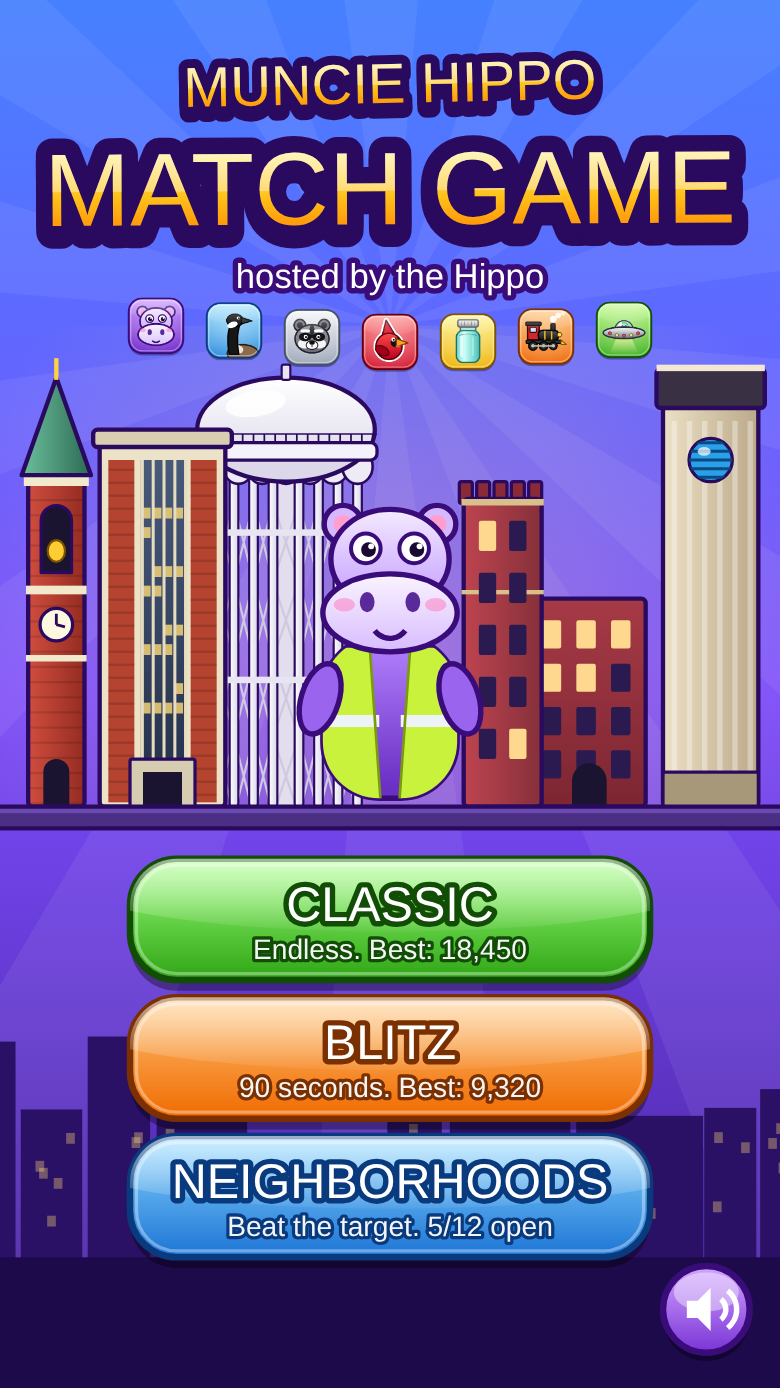 MUNCIE HIPPO
MATCH GAME
hosted by the Hippo
CLASSIC
Endless. Best: 18,450
BLITZ
90 seconds. Best: 9,320
NEIGHBORHOODS
Beat the target. 5/12 open